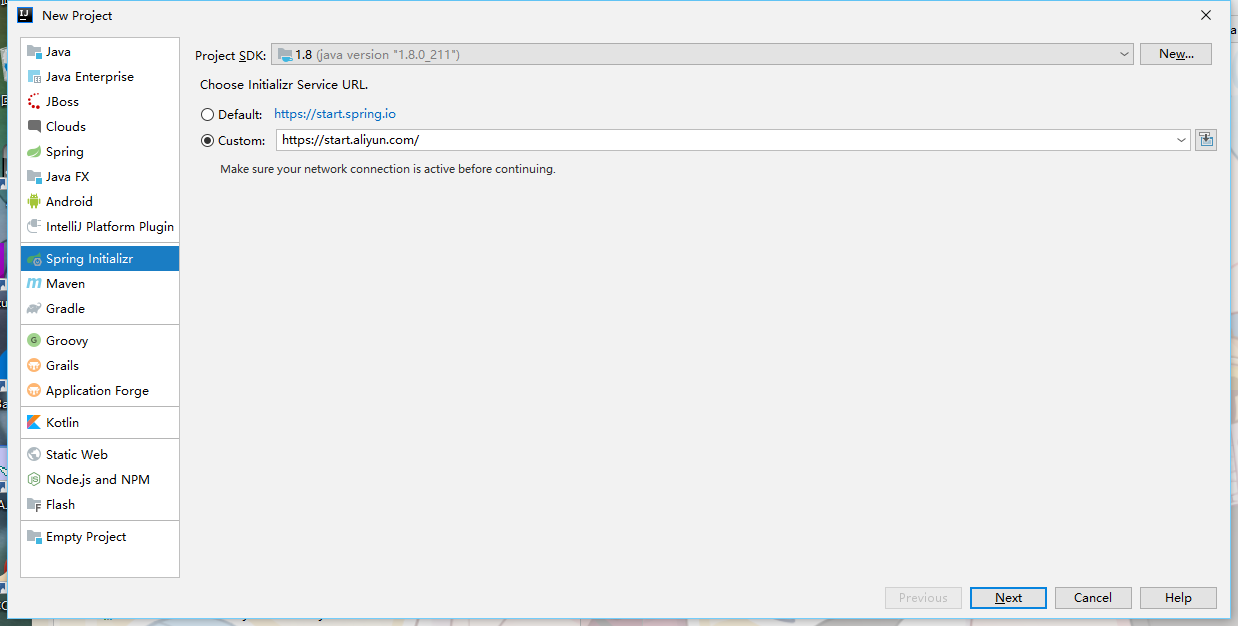 New Project
Java
Java Enterprise
JBoss
Clouds
Spring
Java FX
Android
IntelliJ Platform Plugin
Spring Initializr
Maven
Gradle
Groovy
Grails
Application Forge
Kotlin
Static Web
Node.js and NPM
Flash
Empty Project
Project SDK: 1.8 (java version "1.8.0_211") New...
Choose Initializr Service URL.
Default: https://start.spring.io
Custom: https://start.aliyun.com/
Make sure your network connection is active before continuing.
Previous Next Cancel Help